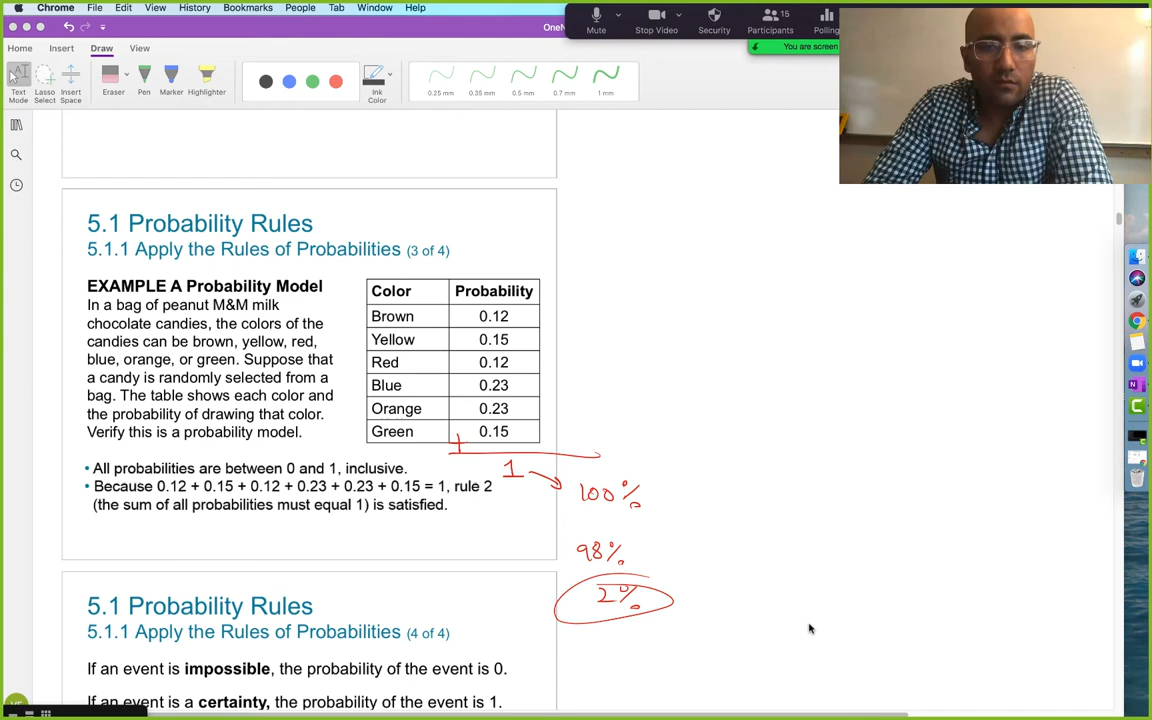 Chrome File Edit View History Bookmarks People Tab Window Help
Home Insert Draw View
Text Mode
Lasso Select
Insert Space
Eraser
Pen
Marker
Highlighter
Ink Color
0.25 mm 0.35 mm 0.5 mm 0.7 mm 1 mm
Mute
Stop Video
Security
15
Participants
Polling
You are screen
5.1 Probability Rules
5.1.1 Apply the Rules of Probabilities (3 of 4)
EXAMPLE A Probability Model
In a bag of peanut M&M milk
chocolate candies, the colors of the
candies can be brown, yellow, red,
blue, orange, or green. Suppose that
a candy is randomly selected from a
bag. The table shows each color and
the probability of drawing that color.
Verify this is a probability model.
Color Probability
Brown 0.12
Yellow 0.15
Red 0.12
Blue 0.23
Orange 0.23
Green 0.15
+
1
100%
• All probabilities are between 0 and 1, inclusive.
• Because 0.12 + 0.15 + 0.12 + 0.23 + 0.23 + 0.15 = 1, rule 2
(the sum of all probabilities must equal 1) is satisfied.
98%
2%
5.1 Probability Rules
5.1.1 Apply the Rules of Probabilities (4 of 4)
If an event is impossible, the probability of the event is 0.
If an event is a certainty, the probability of the event is 1.